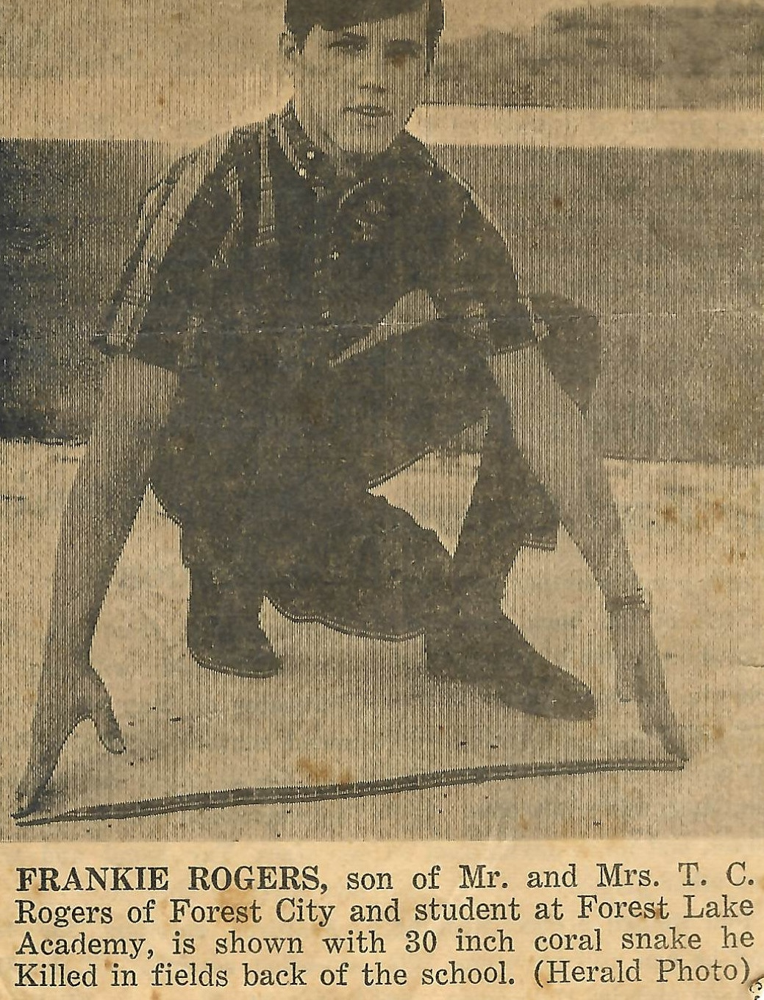 FRANKIE ROGERS, son of Mr. and Mrs. T. C.
Rogers of Forest City and student at Forest Lake
Academy, is shown with 30 inch coral snake he
Killed in fields back of the school. (Herald Photo)